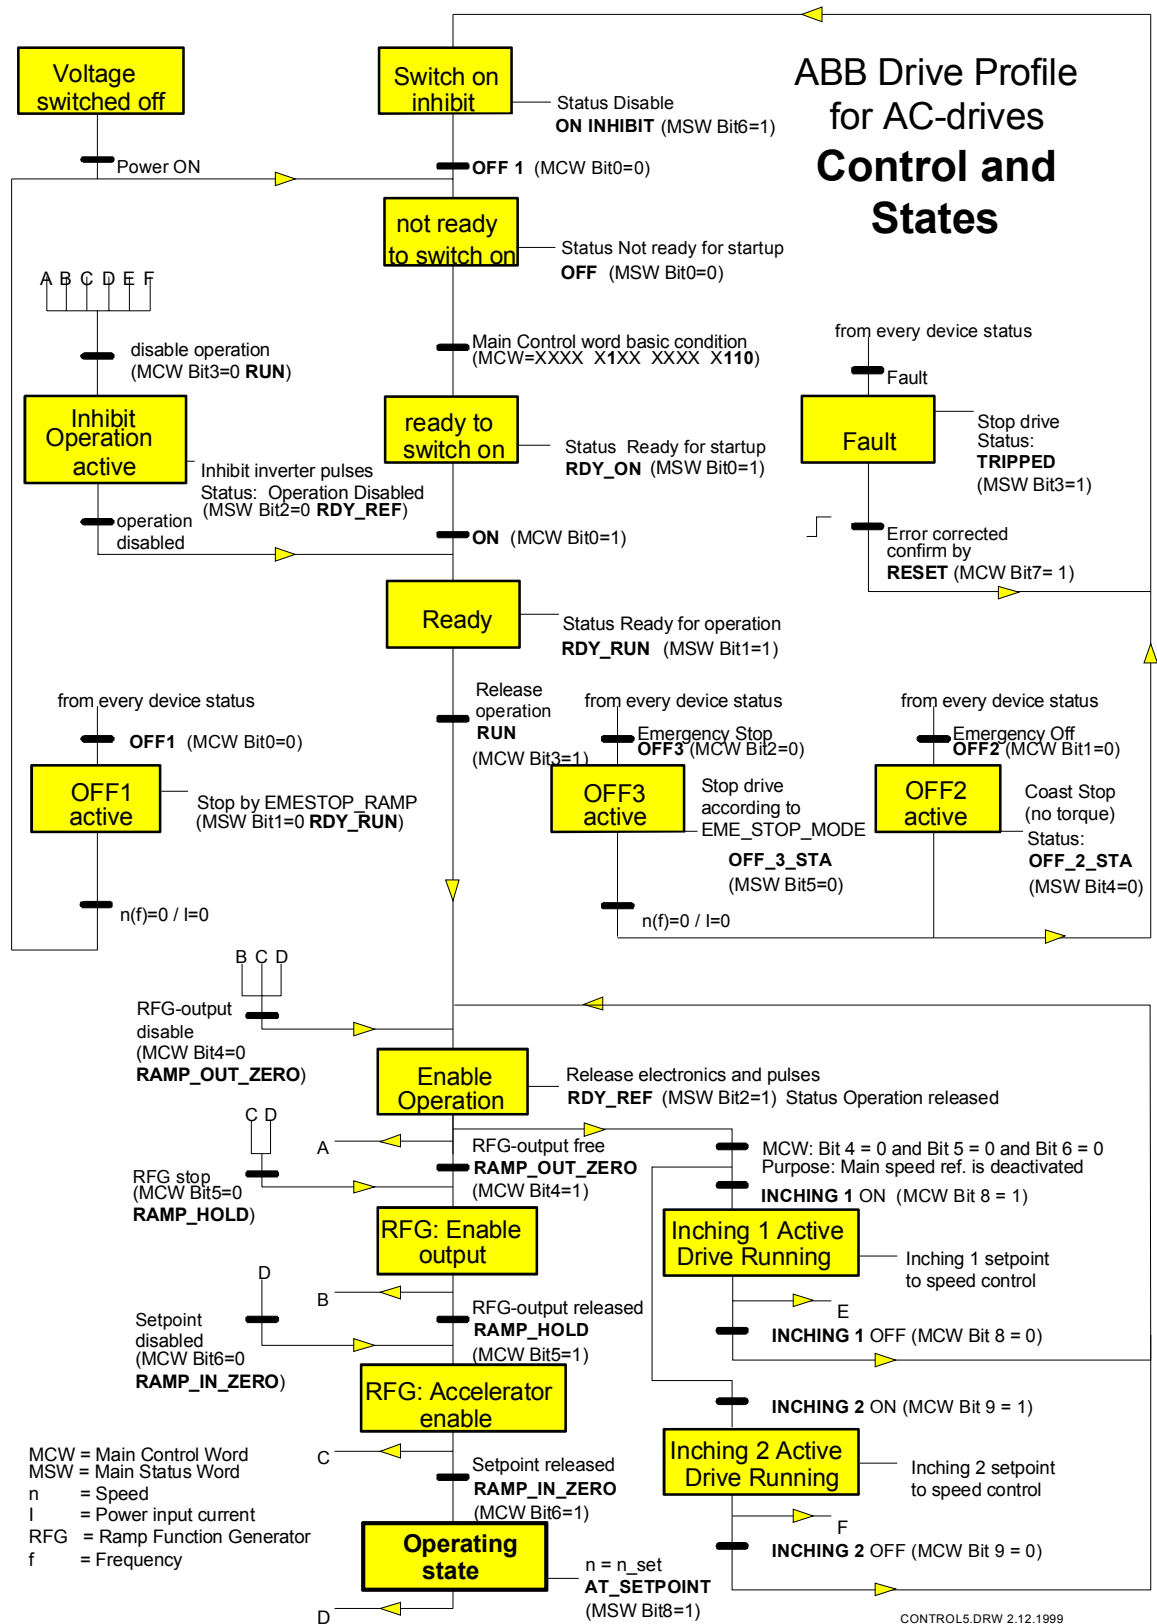 ABB Drive Profile
for AC-drives
Control and
States
Voltage
switched off
Power ON
Switch on
inhibit
Status Disable
ON INHIBIT (MSW Bit6=1)
OFF 1 (MCW Bit0=0)
not ready
to switch on
Status Not ready for startup
OFF (MSW Bit0=0)
A B C D E F
disable operation
(MCW Bit3=0 RUN)
Main Control word basic condition
(MCW=XXXX X1XX XXXX X110)
from every device status
Fault
Inhibit
Operation
active
Inhibit inverter pulses
Status: Operation Disabled
(MSW Bit2=0 RDY_REF)
operation
disabled
ready to
switch on
Status Ready for startup
RDY_ON (MSW Bit0=1)
ON (MCW Bit0=1)
Fault
Stop drive
Status:
TRIPPED
(MSW Bit3=1)
Error corrected
confirm by
RESET (MCW Bit7= 1)
Ready
Status Ready for operation
RDY_RUN (MSW Bit1=1)
from every device status
OFF1 (MCW Bit0=0)
OFF1
active
Stop by EMESTOP_RAMP
(MSW Bit1=0 RDY_RUN)
n(f)=0 / I=0
Release
operation
RUN
(MCW Bit3=1)
from every device status
Emergency Stop
OFF3 (MCW Bit2=0)
OFF3
active
Stop drive
according to
EME_STOP_MODE
OFF_3_STA
(MSW Bit5=0)
n(f)=0 / I=0
from every device status
Emergency Off
OFF2 (MCW Bit1=0)
OFF2
active
Coast Stop
(no torque)
Status:
OFF_2_STA
(MSW Bit4=0)
B C D
RFG-output
disable
(MCW Bit4=0
RAMP_OUT_ZERO)
Enable
Operation
Release electronics and pulses
RDY_REF (MSW Bit2=1) Status Operation released
A
C D
RFG stop
(MCW Bit5=0
RAMP_HOLD)
RFG-output free
RAMP_OUT_ZERO
(MCW Bit4=1)
MCW: Bit 4 = 0 and Bit 5 = 0 and Bit 6 = 0
Purpose: Main speed ref. is deactivated
INCHING 1 ON (MCW Bit 8 = 1)
RFG: Enable
output
Inching 1 Active
Drive Running
Inching 1 setpoint
to speed control
E
INCHING 1 OFF (MCW Bit 8 = 0)
B
D
Setpoint
disabled
(MCW Bit6=0
RAMP_IN_ZERO)
RFG-output released
RAMP_HOLD
(MCW Bit5=1)
RFG: Accelerator
enable
INCHING 2 ON (MCW Bit 9 = 1)
Inching 2 Active
Drive Running
Inching 2 setpoint
to speed control
F
INCHING 2 OFF (MCW Bit 9 = 0)
C
Setpoint released
RAMP_IN_ZERO
(MCW Bit6=1)
MCW = Main Control Word
MSW = Main Status Word
n = Speed
I = Power input current
RFG = Ramp Function Generator
f = Frequency
Operating
state
n = n_set
AT_SETPOINT
(MSW Bit8=1)
D
CONTROL5.DRW 2.12.1999